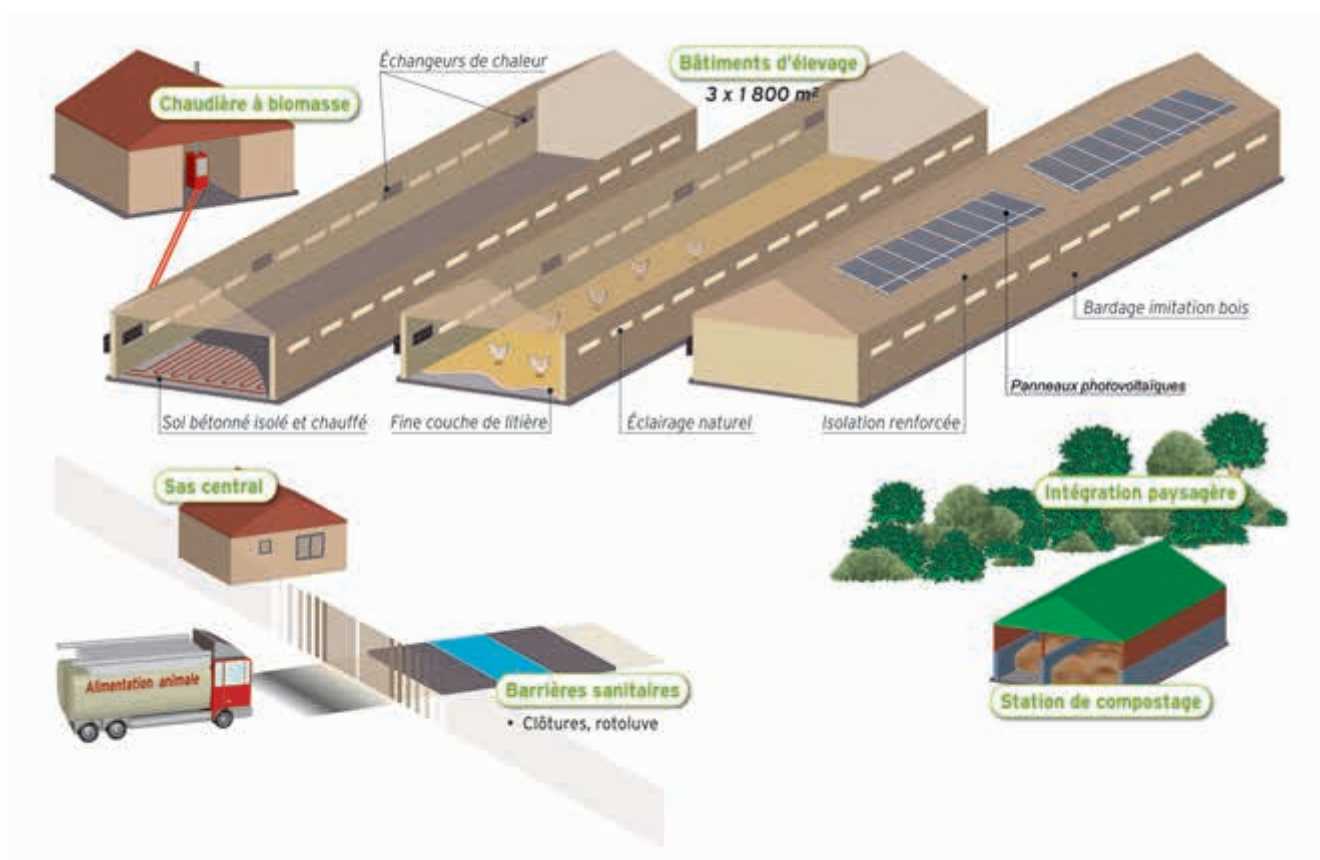 Échangeurs de chaleur
Bâtiments d'élevage
3 x 1 800 m²
Chaudière à biomasse
Bardage imitation bois
Panneaux photovoltaïques
Sol bétonné isolé et chauffé
Fine couche de litière
Éclairage naturel
Isolation renforcée
Sas central
Intégration paysagère
Alimentation animale
Barrières sanitaires
• Clôtures, rotoluve
Station de compostage